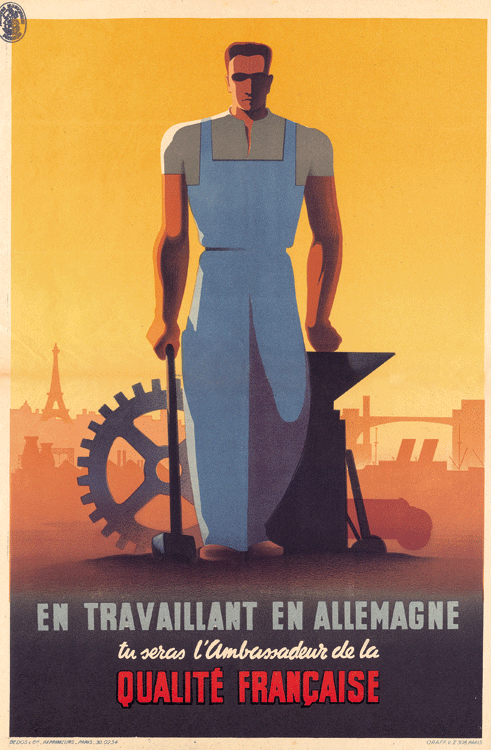 EN TRAVAILLANT EN ALLEMAGNE
tu seras l'Ambassadeur de la
QUALITÉ FRANÇAISE